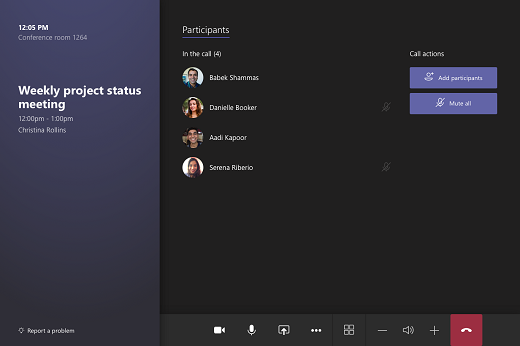 12:05 PM
Conference room 1264
Weekly project status
meeting
12:00pm - 1:00pm
Christina Rollins
Report a problem
Participants
In the call (4)
Babek Shammas
Danielle Booker
Aadi Kapoor
Serena Riberio
Call actions
Add participants
Mute all